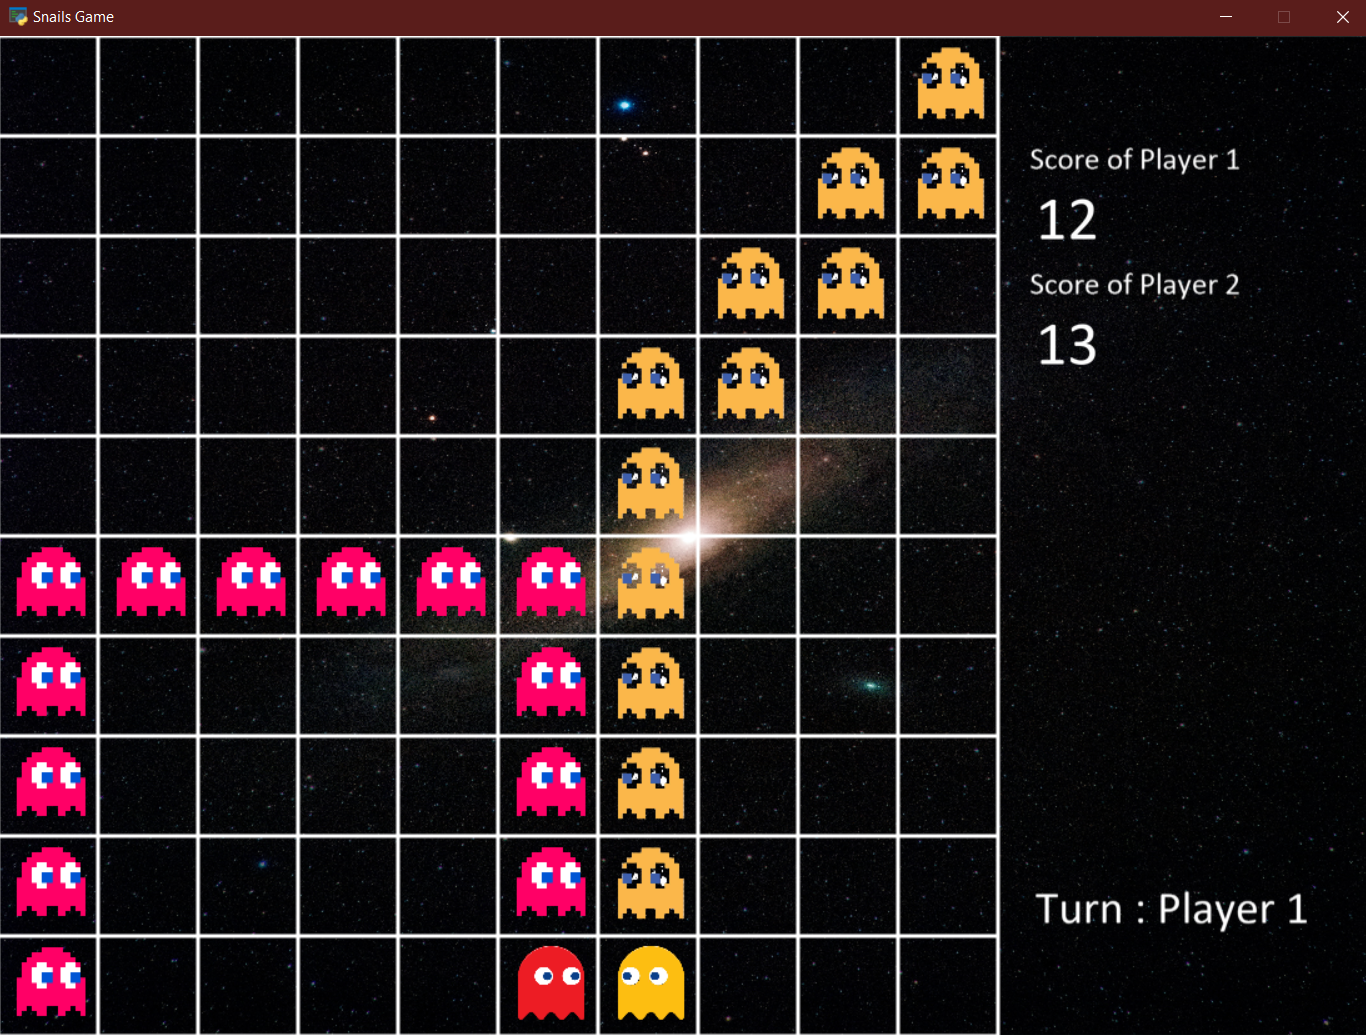 Snails Game
Score of Player 1
12
Score of Player 2
13
Turn : Player 1